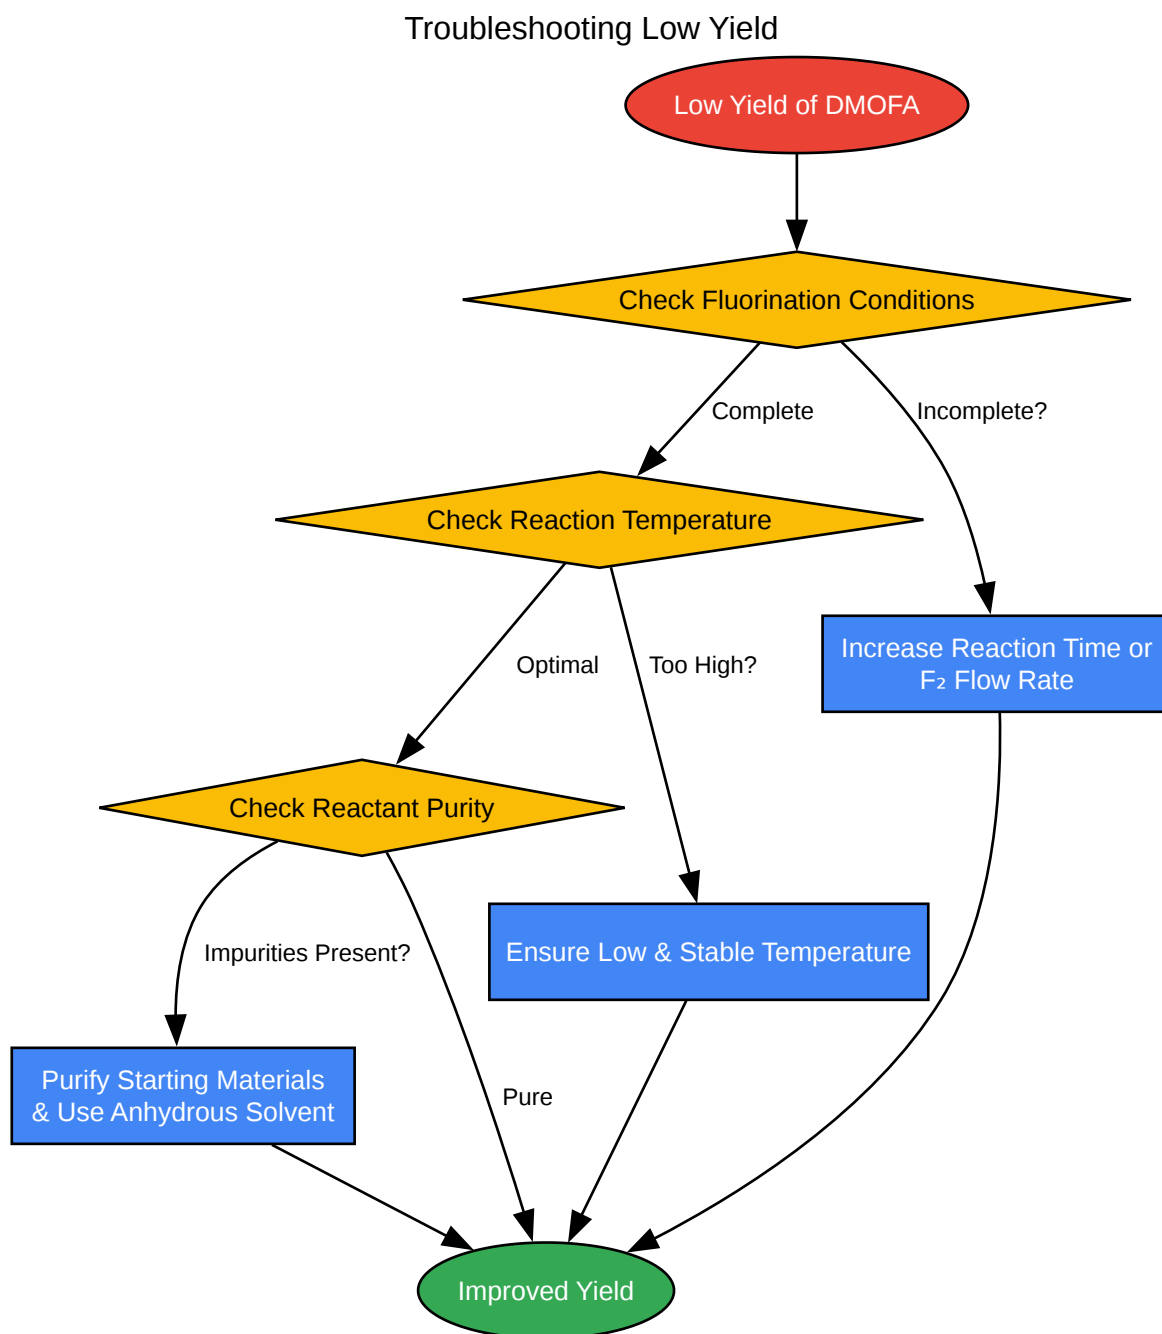 Troubleshooting Low Yield
Low Yield of DMOFA
Check Fluorination Conditions
Complete
Incomplete?
Check Reaction Temperature
Optimal
Too High?
Increase Reaction Time or
F₂ Flow Rate
Check Reactant Purity
Impurities Present?
Ensure Low & Stable Temperature
Purify Starting Materials
& Use Anhydrous Solvent
Pure
Improved Yield